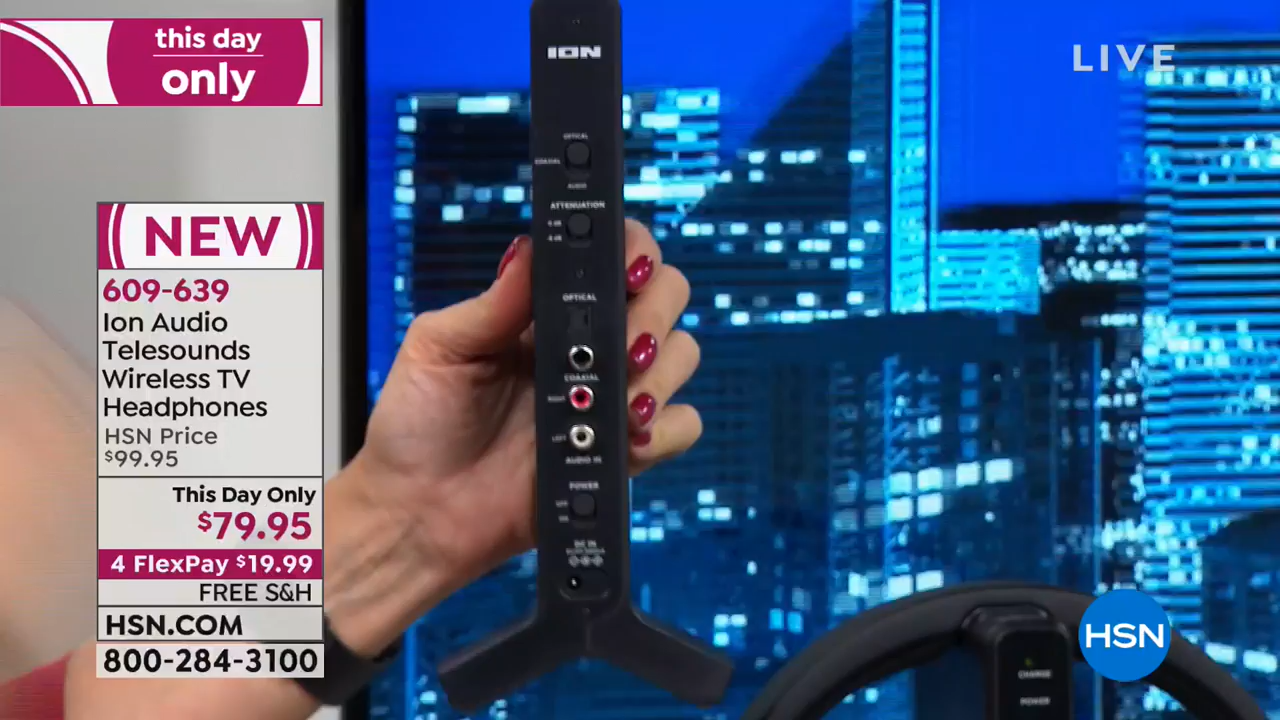 this day
only
LIVE
NEW
609-639
Ion Audio
Telesounds
Wireless TV
Headphones
HSN Price
$99.95
This Day Only
$79.95
4 FlexPay $19.99
FREE S&H
HSN.COM
800-284-3100
ION
OPTICAL
COAXIAL
AUDIO
ATTENUATION
OPTICAL
COAXIAL
RIGHT
LEFT
AUDIO IN
POWER
DC IN
CHARGE
POWER
HSN